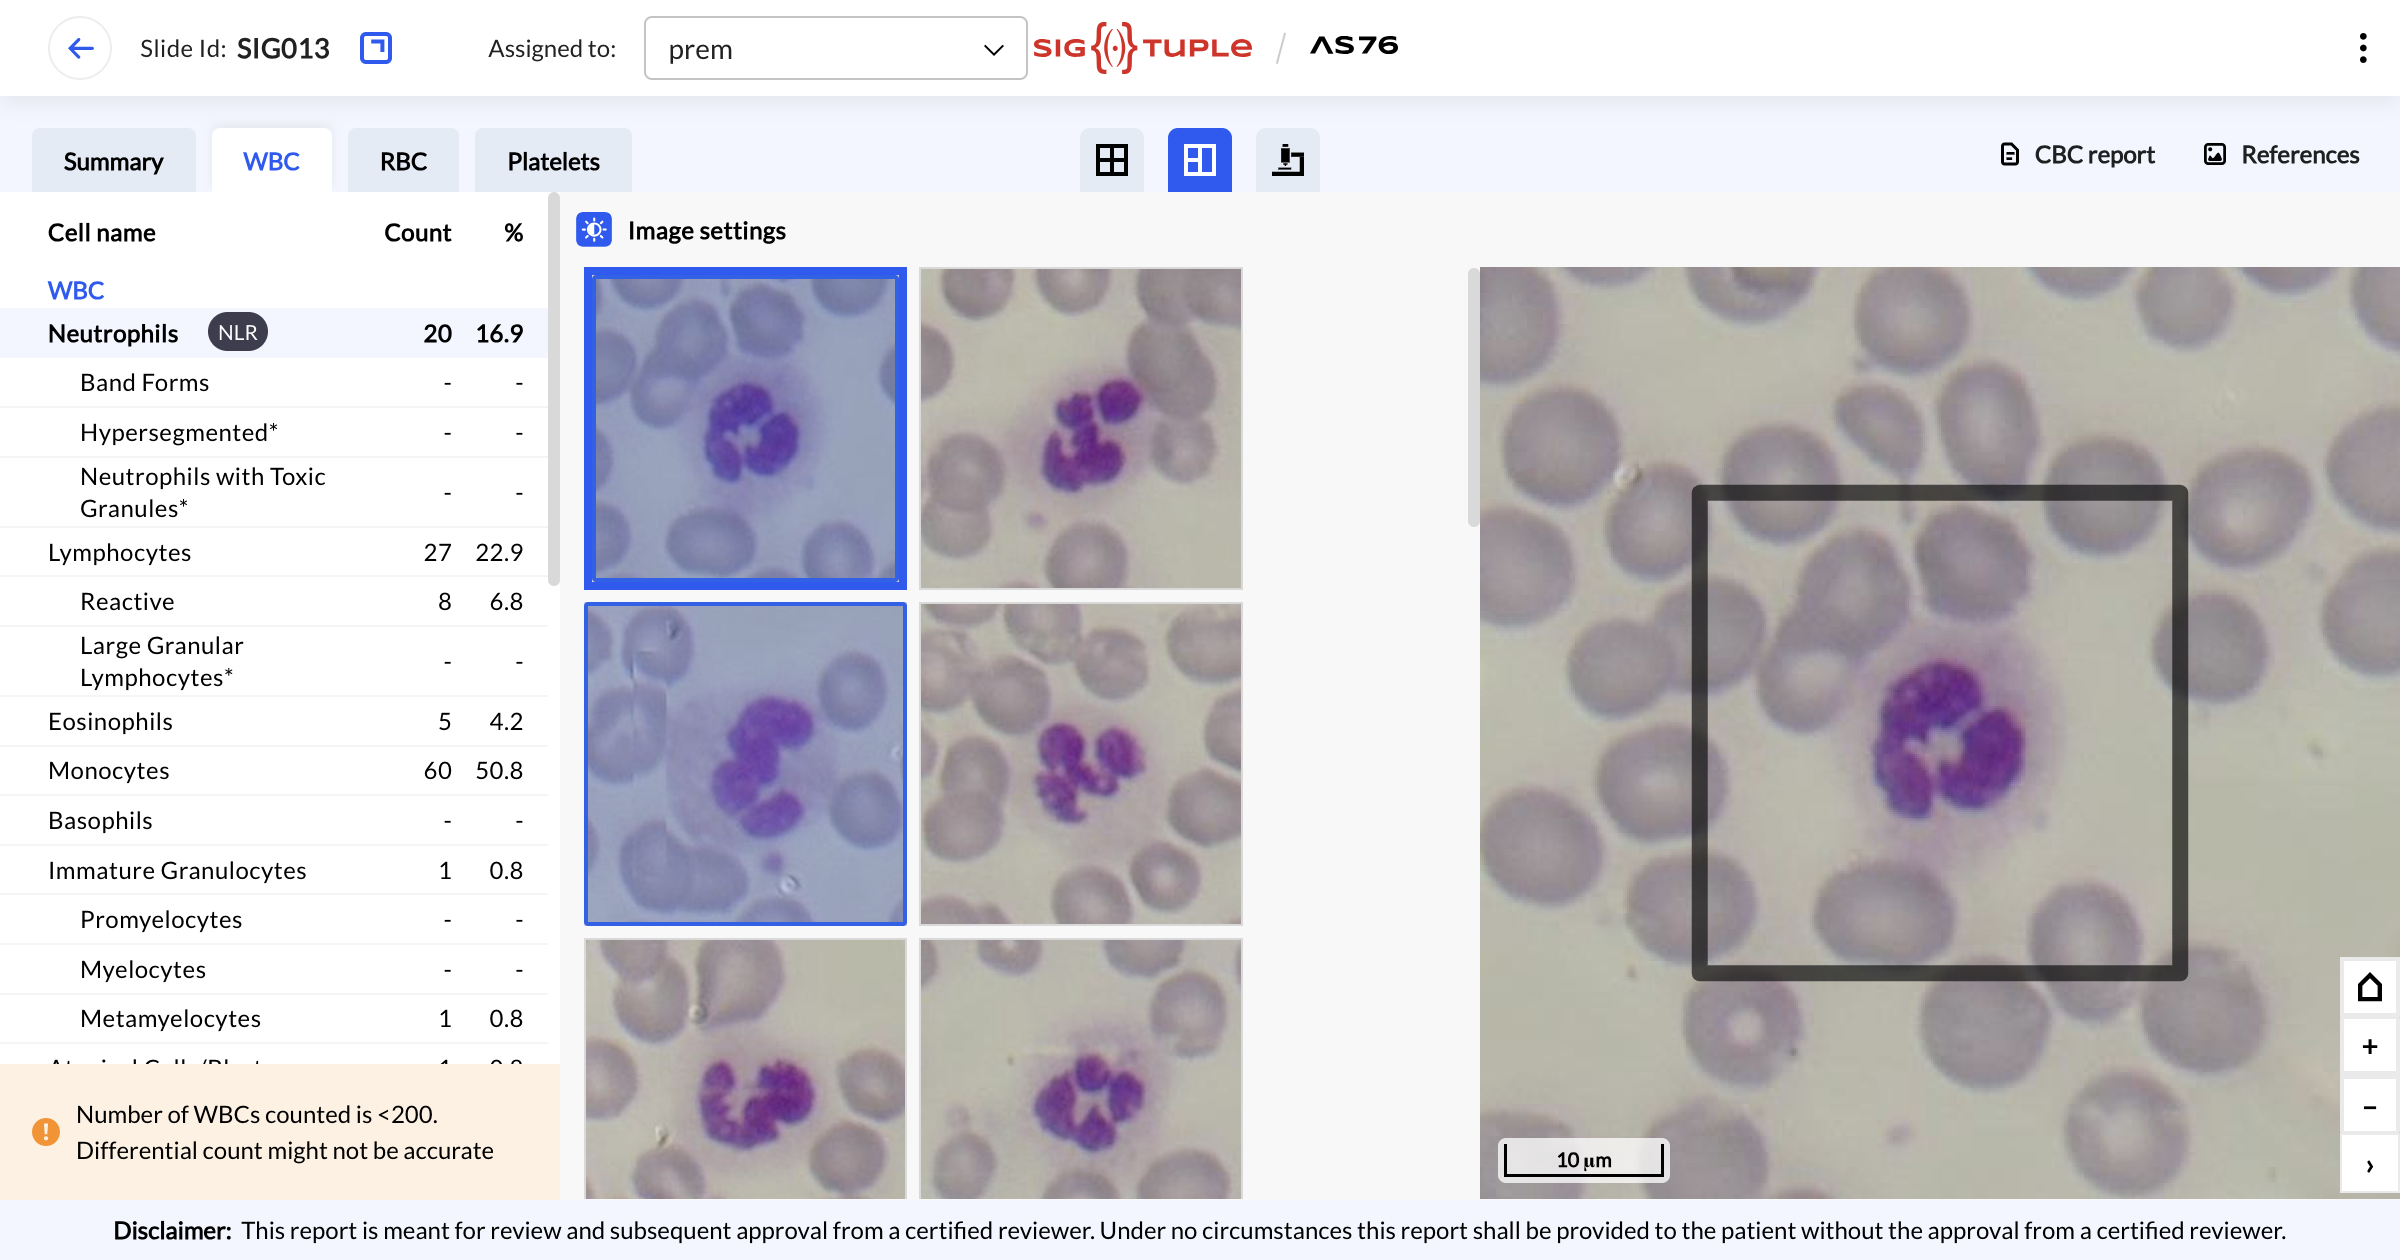 Slide Id: SIG013
Assigned to: prem
SIG TUPLE / AS76
Summary WBC RBC Platelets
CBC report References
Cell name Count %
WBC
Neutrophils NLR 20 16.9
Band Forms - -
Hypersegmented* - -
Neutrophils with Toxic
Granules* - -
Lymphocytes 27 22.9
Reactive 8 6.8
Large Granular
Lymphocytes* - -
Eosinophils 5 4.2
Monocytes 60 50.8
Basophils - -
Immature Granulocytes 1 0.8
Promyelocytes - -
Myelocytes - -
Metamyelocytes 1 0.8
Number of WBCs counted is <200.
Differential count might not be accurate
Image settings
10 μm
Disclaimer: This report is meant for review and subsequent approval from a certified reviewer. Under no circumstances this report shall be provided to the patient without the approval from a certified reviewer.